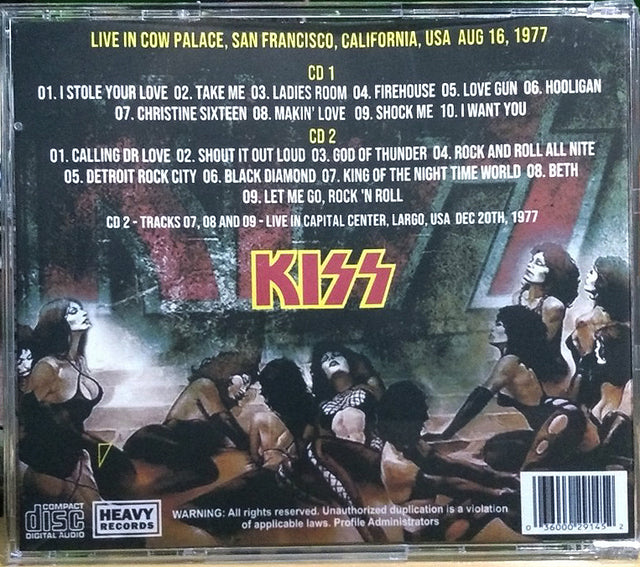 LIVE IN COW PALACE, SAN FRANCISCO, CALIFORNIA, USA AUG 16, 1977
CD 1
01. I STOLE YOUR LOVE 02. TAKE ME 03. LADIES ROOM 04. FIREHOUSE 05. LOVE GUN 06. HOOLIGAN
07. CHRISTINE SIXTEEN 08. MAKIN' LOVE 09. SHOCK ME 10. I WANT YOU
CD 2
01. CALLING DR LOVE 02. SHOUT IT OUT LOUD 03. GOD OF THUNDER 04. ROCK AND ROLL ALL NITE
05. DETROIT ROCK CITY 06. BLACK DIAMOND 07. KING OF THE NIGHT TIME WORLD 08. BETH
09. LET ME GO, ROCK 'N ROLL
CD 2 - TRACKS 07, 08 AND 09 - LIVE IN CAPITAL CENTER, LARGO, USA DEC 20TH, 1977
KISS
COMPACT
disc
DIGITAL AUDIO
HEAVY
RECORDS
WARNING: All rights reserved. Unauthorized duplication is a violation
of applicable laws. Profile Administrators
0 36000 29145 2